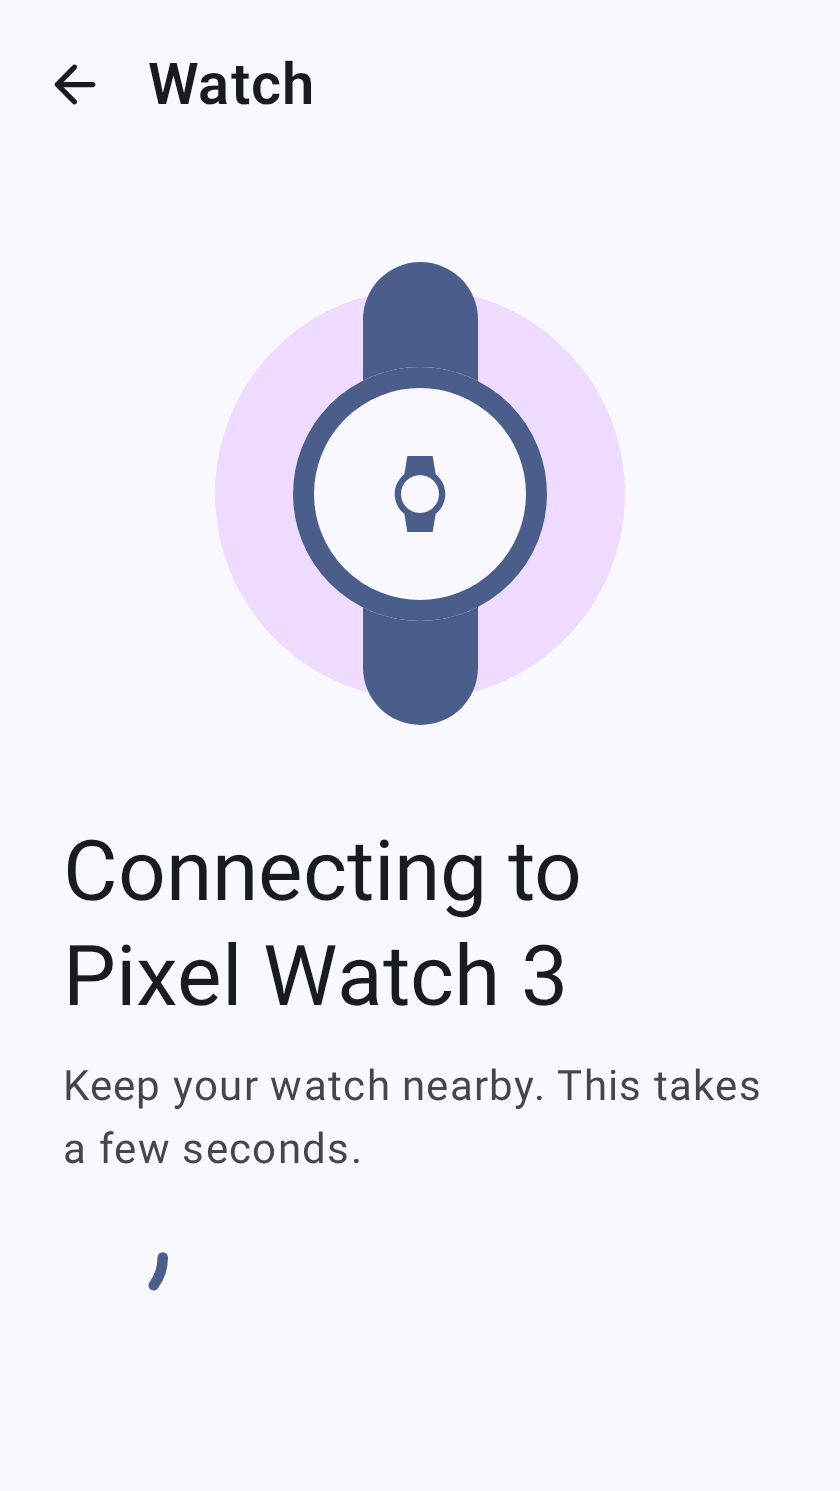 Watch
Connecting to
Pixel Watch 3
Keep your watch nearby. This takes
a few seconds.